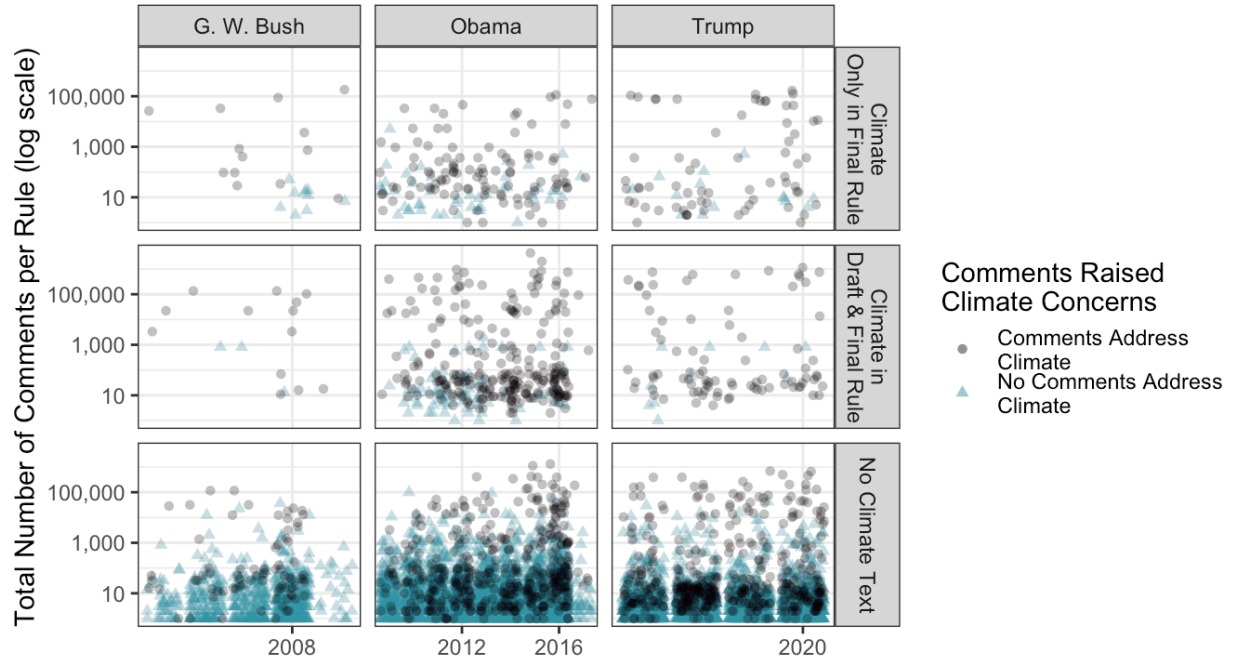 G. W. Bush
Obama
Trump
Total Number of Comments per Rule (log scale)
100,000
1,000
10
Climate
Only in Final Rule
100,000
1,000
10
Climate in
Draft & Final Rule
100,000
1,000
10
No Climate Text
2008
2012
2016
2020
Comments Raised
Climate Concerns
Comments Address
Climate
No Comments Address
Climate